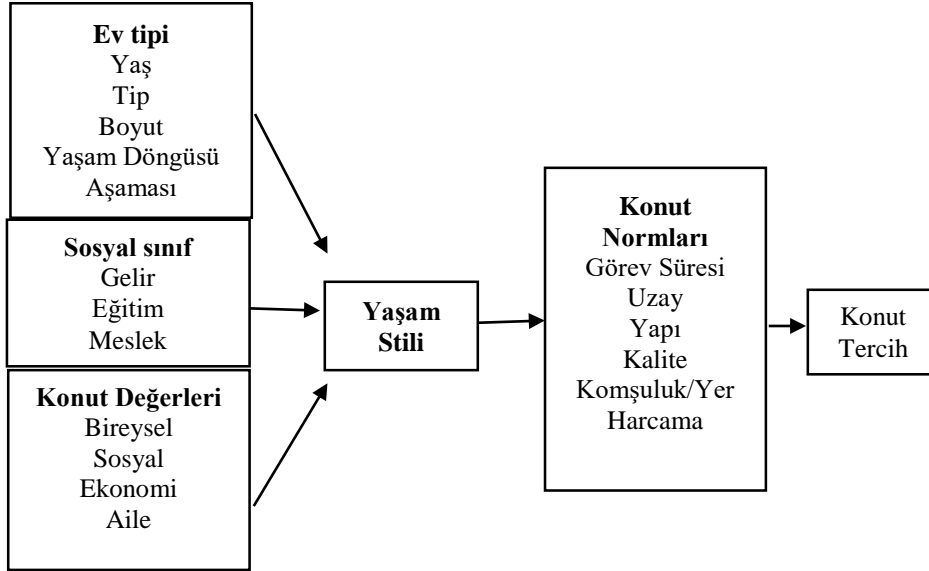 Ev tipi
Yaş
Tip
Boyut
Yaşam Döngüsü
Aşaması
Sosyal sınıf
Gelir
Eğitim
Meslek
Konut Değerleri
Bireysel
Sosyal
Ekonomi
Aile
Yaşam
Stili
Konut
Normları
Görev Süresi
Uzay
Yapı
Kalite
Komşuluk/Yer
Harcama
Konut
Tercih